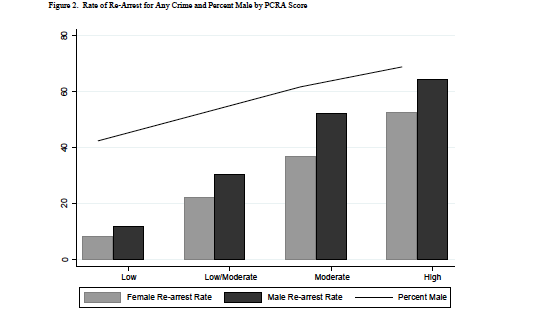 Figure 2. Rate of Re-Arrest for Any Crime and Percent Male by PCRA Score
80
60
40
20
0
Low Low/Moderate Moderate High
Female Re-arrest Rate Male Re-arrest Rate Percent Male